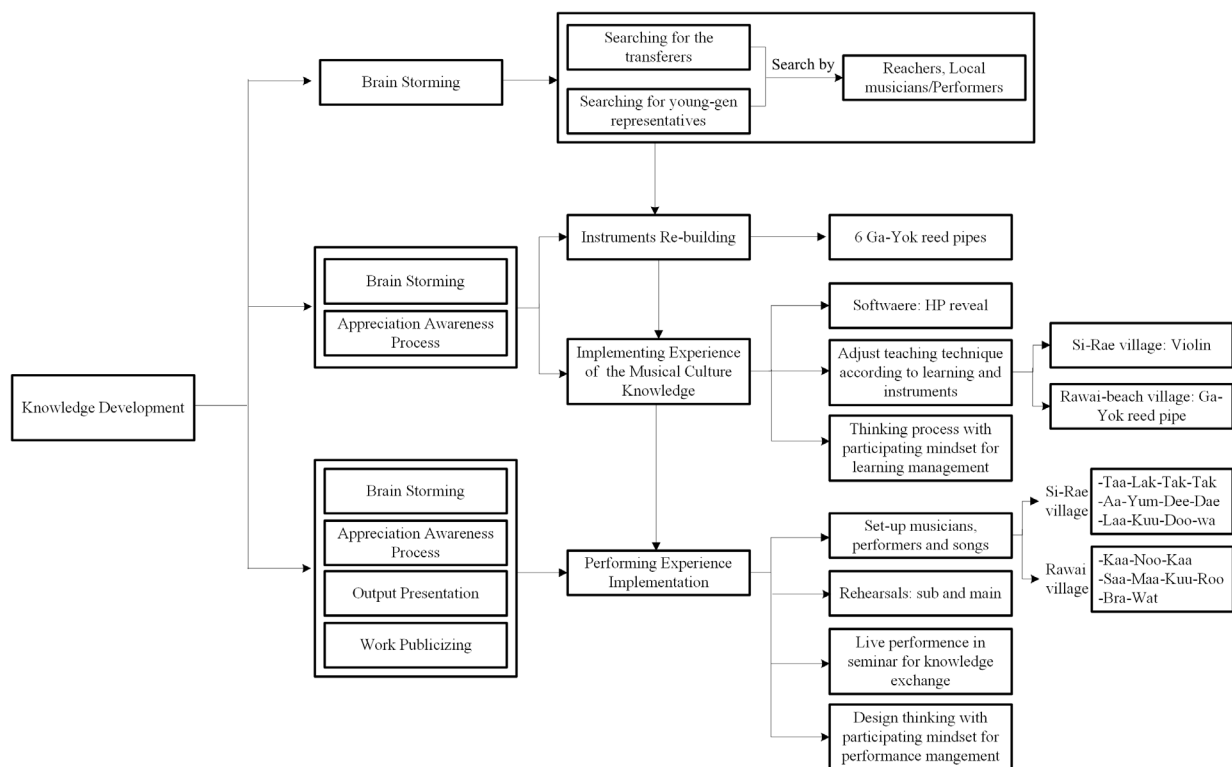 Knowledge Development
Brain Storming
Searching for the
transferers
Searching for young-gen
representatives
Search by
Reachers, Local
musicians/Performers
Brain Storming
Appreciation Awareness
Process
Instruments Re-building
6 Ga-Yok reed pipes
Implementing Experience
of the Musical Culture
Knowledge
Softwaere: HP reveal
Adjust teaching technique
according to learning and
instruments
Si-Rae village: Violin
Rawai-beach village: Ga-
Yok reed pipe
Thinking process with
participating mindset for
learning management
Brain Storming
Appreciation Awareness
Process
Output Presentation
Work Publicizing
Performing Experience
Implementation
Set-up musicians,
performers and songs
Si-Rae
village
-Taa-Lak-Tak-Tak
-Aa-Yum-Dee-Dae
-Laa-Kuu-Doo-wa
Rawai
village
-Kaa-Noo-Kaa
-Saa-Maa-Kuu-Roo
-Bra-Wat
Rehearsals: sub and main
Live performence in
seminar for knowledge
exchange
Design thinking with
participating mindset for
performance mangement